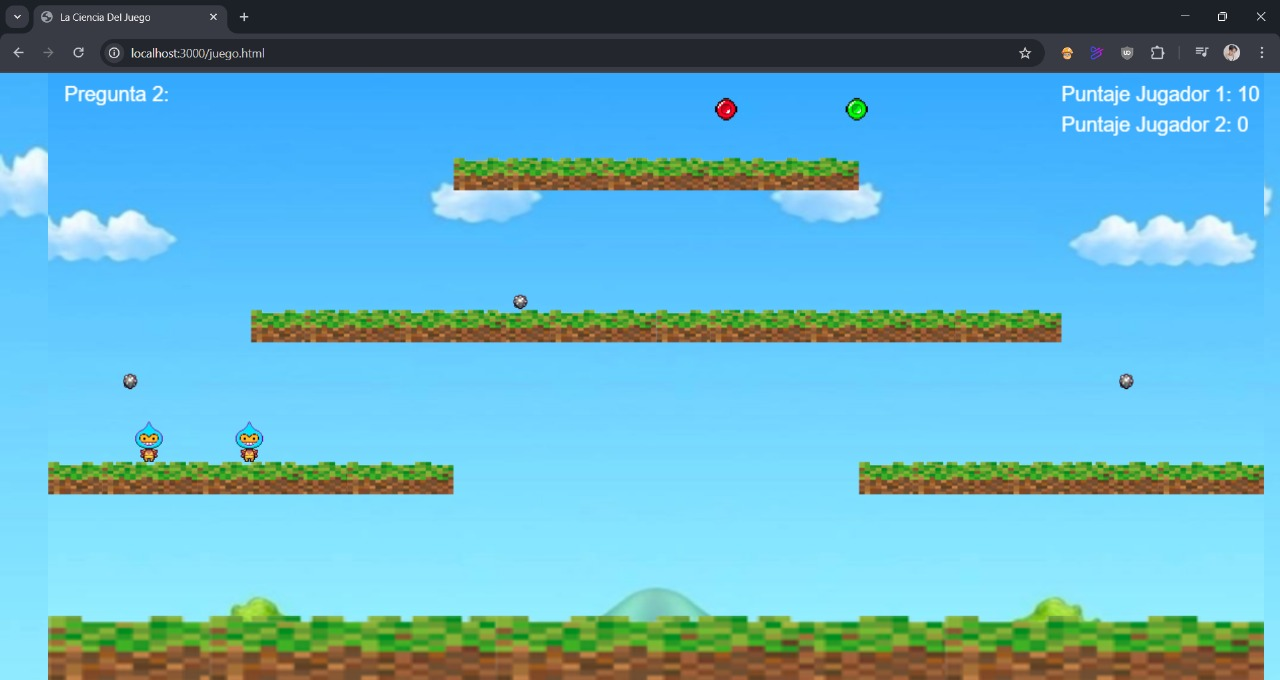 La Ciencia Del Juego
localhost:3000/juego.html
Pregunta 2:
Puntaje Jugador 1: 10
Puntaje Jugador 2: 0